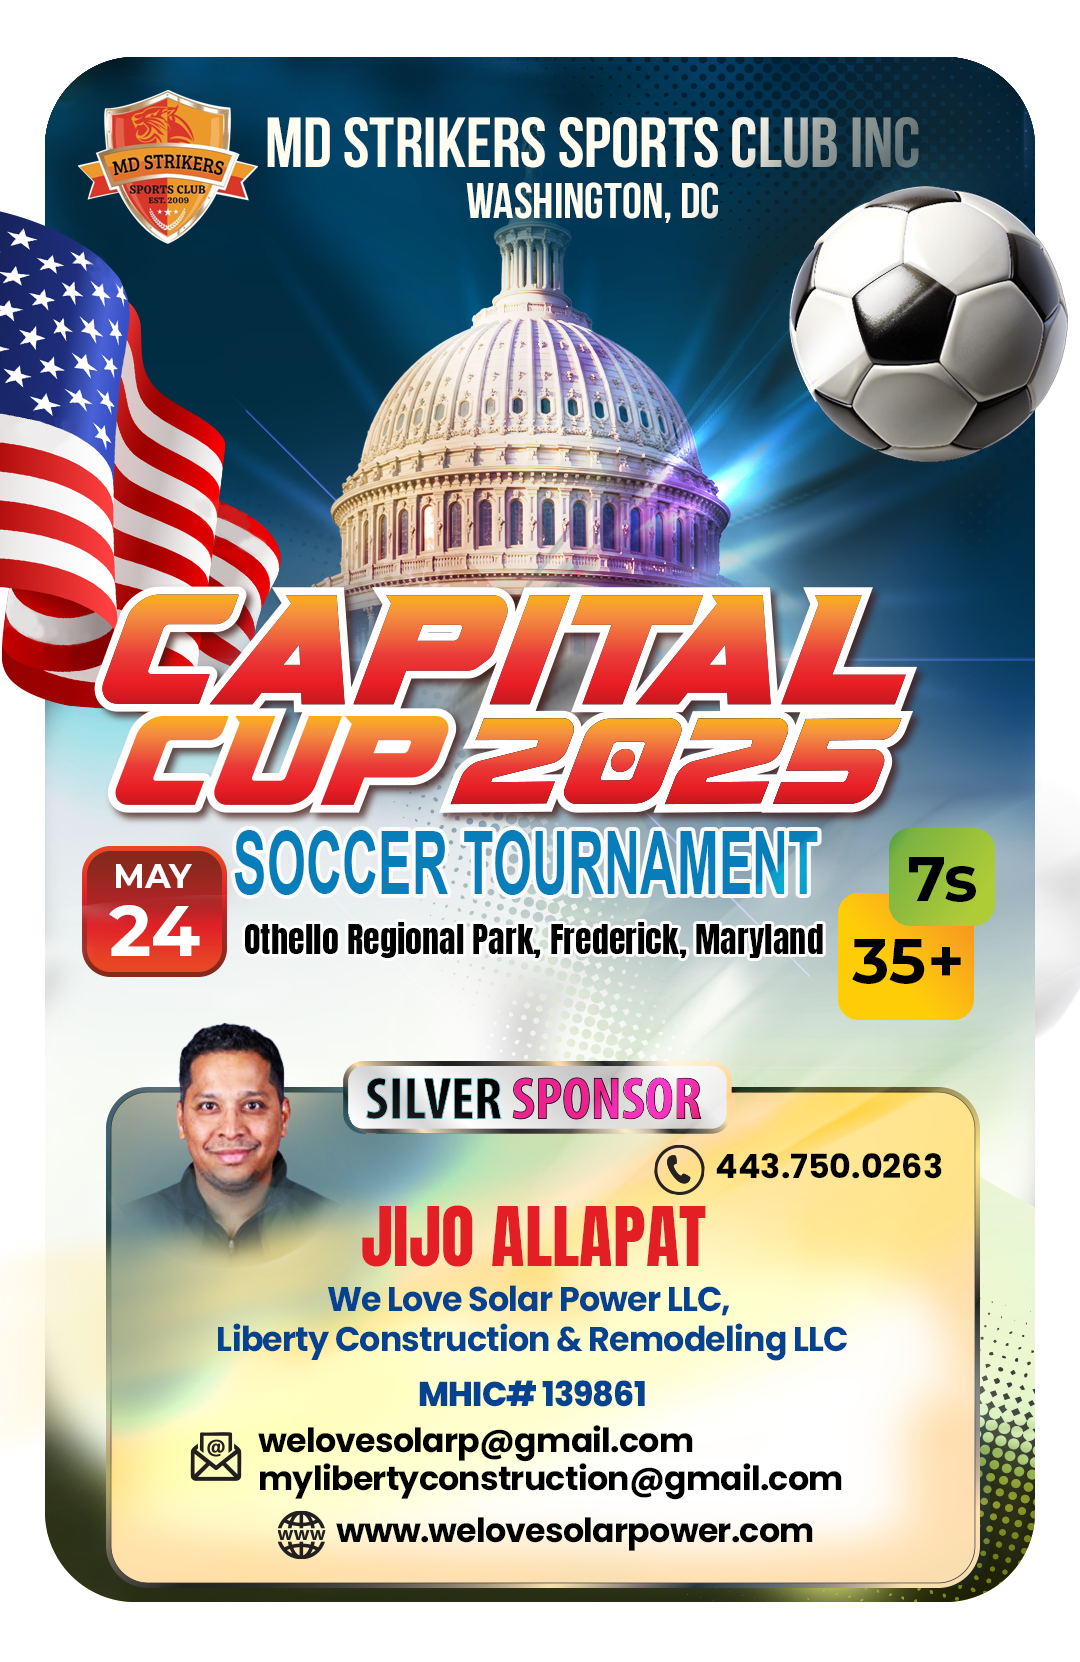 MD STRIKERS
SPORTS CLUB
EST. 2009
MD STRIKERS SPORTS CLUB INC
WASHINGTON, DC
CAPITAL
CUP 2025
SOCCER TOURNAMENT
MAY
24
Othello Regional Park, Frederick, Maryland
7s
35+
SILVER SPONSOR
443.750.0263
JIJO ALLAPAT
We Love Solar Power LLC,
Liberty Construction & Remodeling LLC
MHIC# 139861
@
welovesolarp@gmail.com
mylibertyconstruction@gmail.com
www
www.welovesolarpower.com